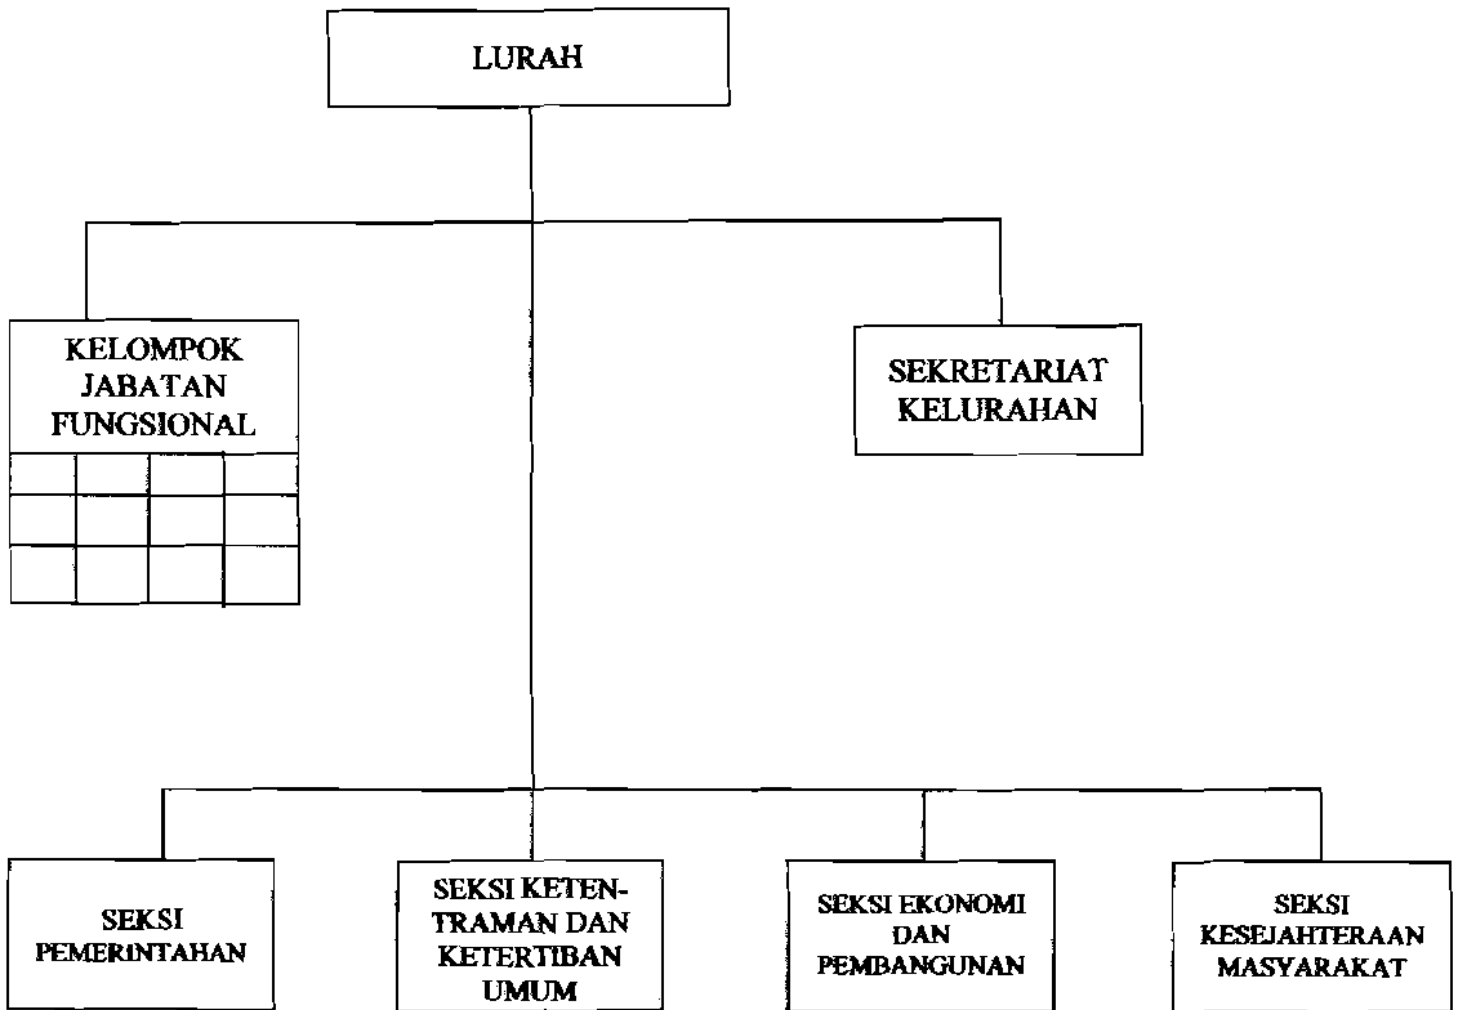 LURAH
KELOMPOK
JABATAN
FUNGSIONAL
SEKRETARIAT
KELURAHAN
SEKSI
PEMERINTAHAN
SEKSI KETEN-
TRAMAN DAN
KETERTIBAN
UMUM
SEKSI EKONOMI
DAN
PEMBANGUNAN
SEKSI
KESEJAHTERAAN
MASYARAKAT